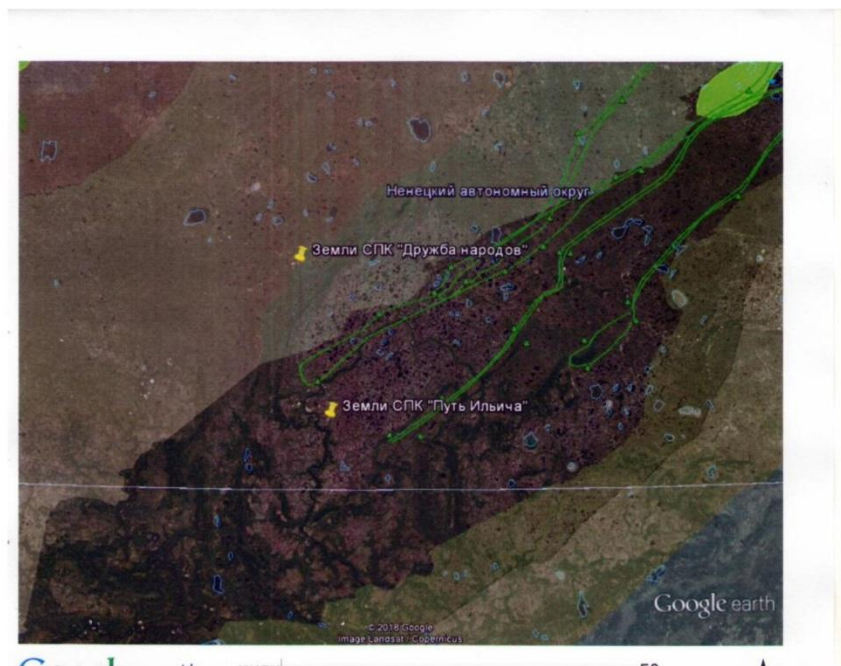 Ненецкий автономный округ
Земли СПК "Дружба народов"
Земли СПК "Путь Ильича"
Google earth
© 2018 Google
Image Landsat / Copernicus